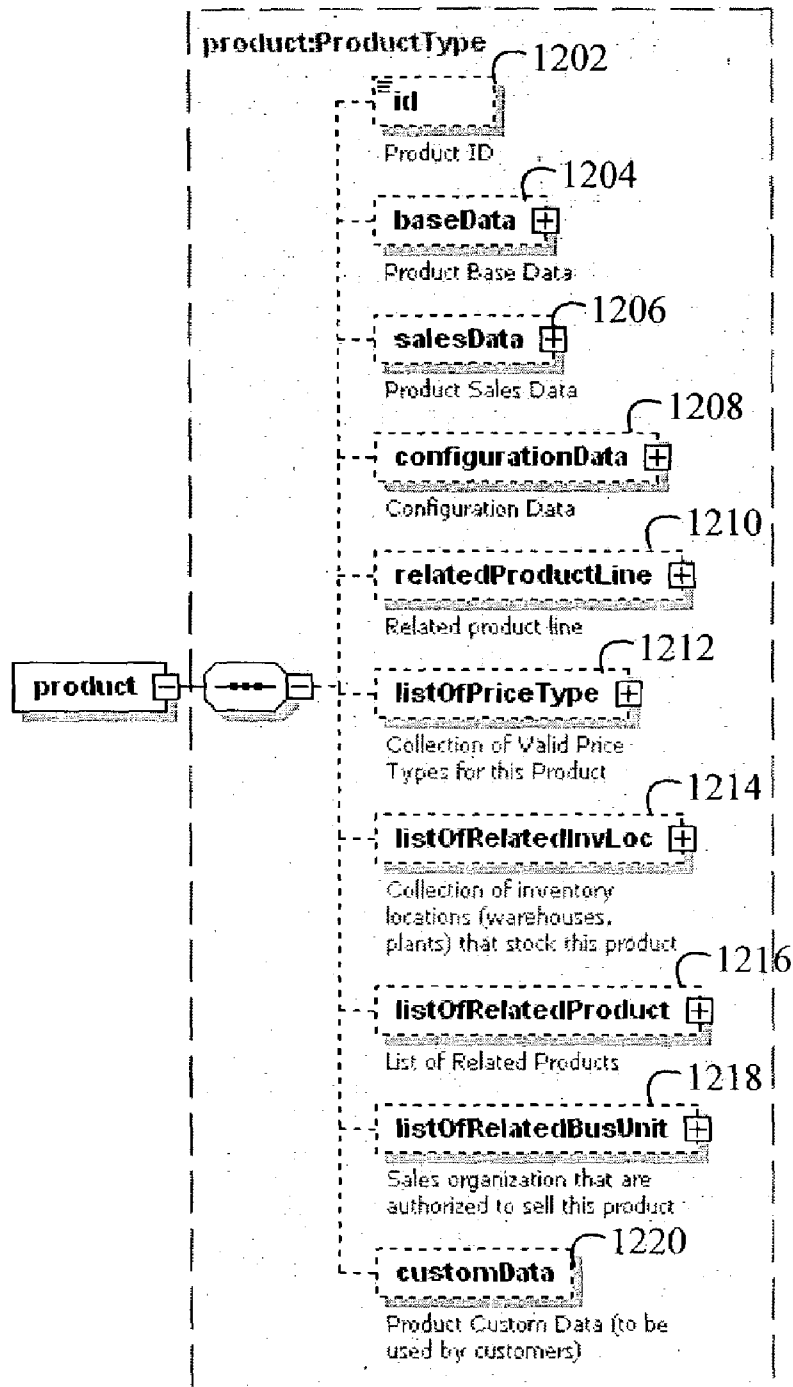 product:ProductType
1202
id
Product ID
1204
baseData
Product Base Data
1206
salesData
Product Sales Data
1208
configurationData
Configuration Data
1210
relatedProductLine
Related product line
1212
product
listOfPriceType
Collection of Valid Price
Types for this Product
1214
listOfRelatedInvLoc
Collection of inventory
locations (warehouses,
plants) that stock this product
1216
listOfRelatedProduct
List of Related Products
1218
listOfRelatedBusUnit
Sales organization that are
authorized to sell this product
1220
customData
Product Custom Data (to be
used by customers)